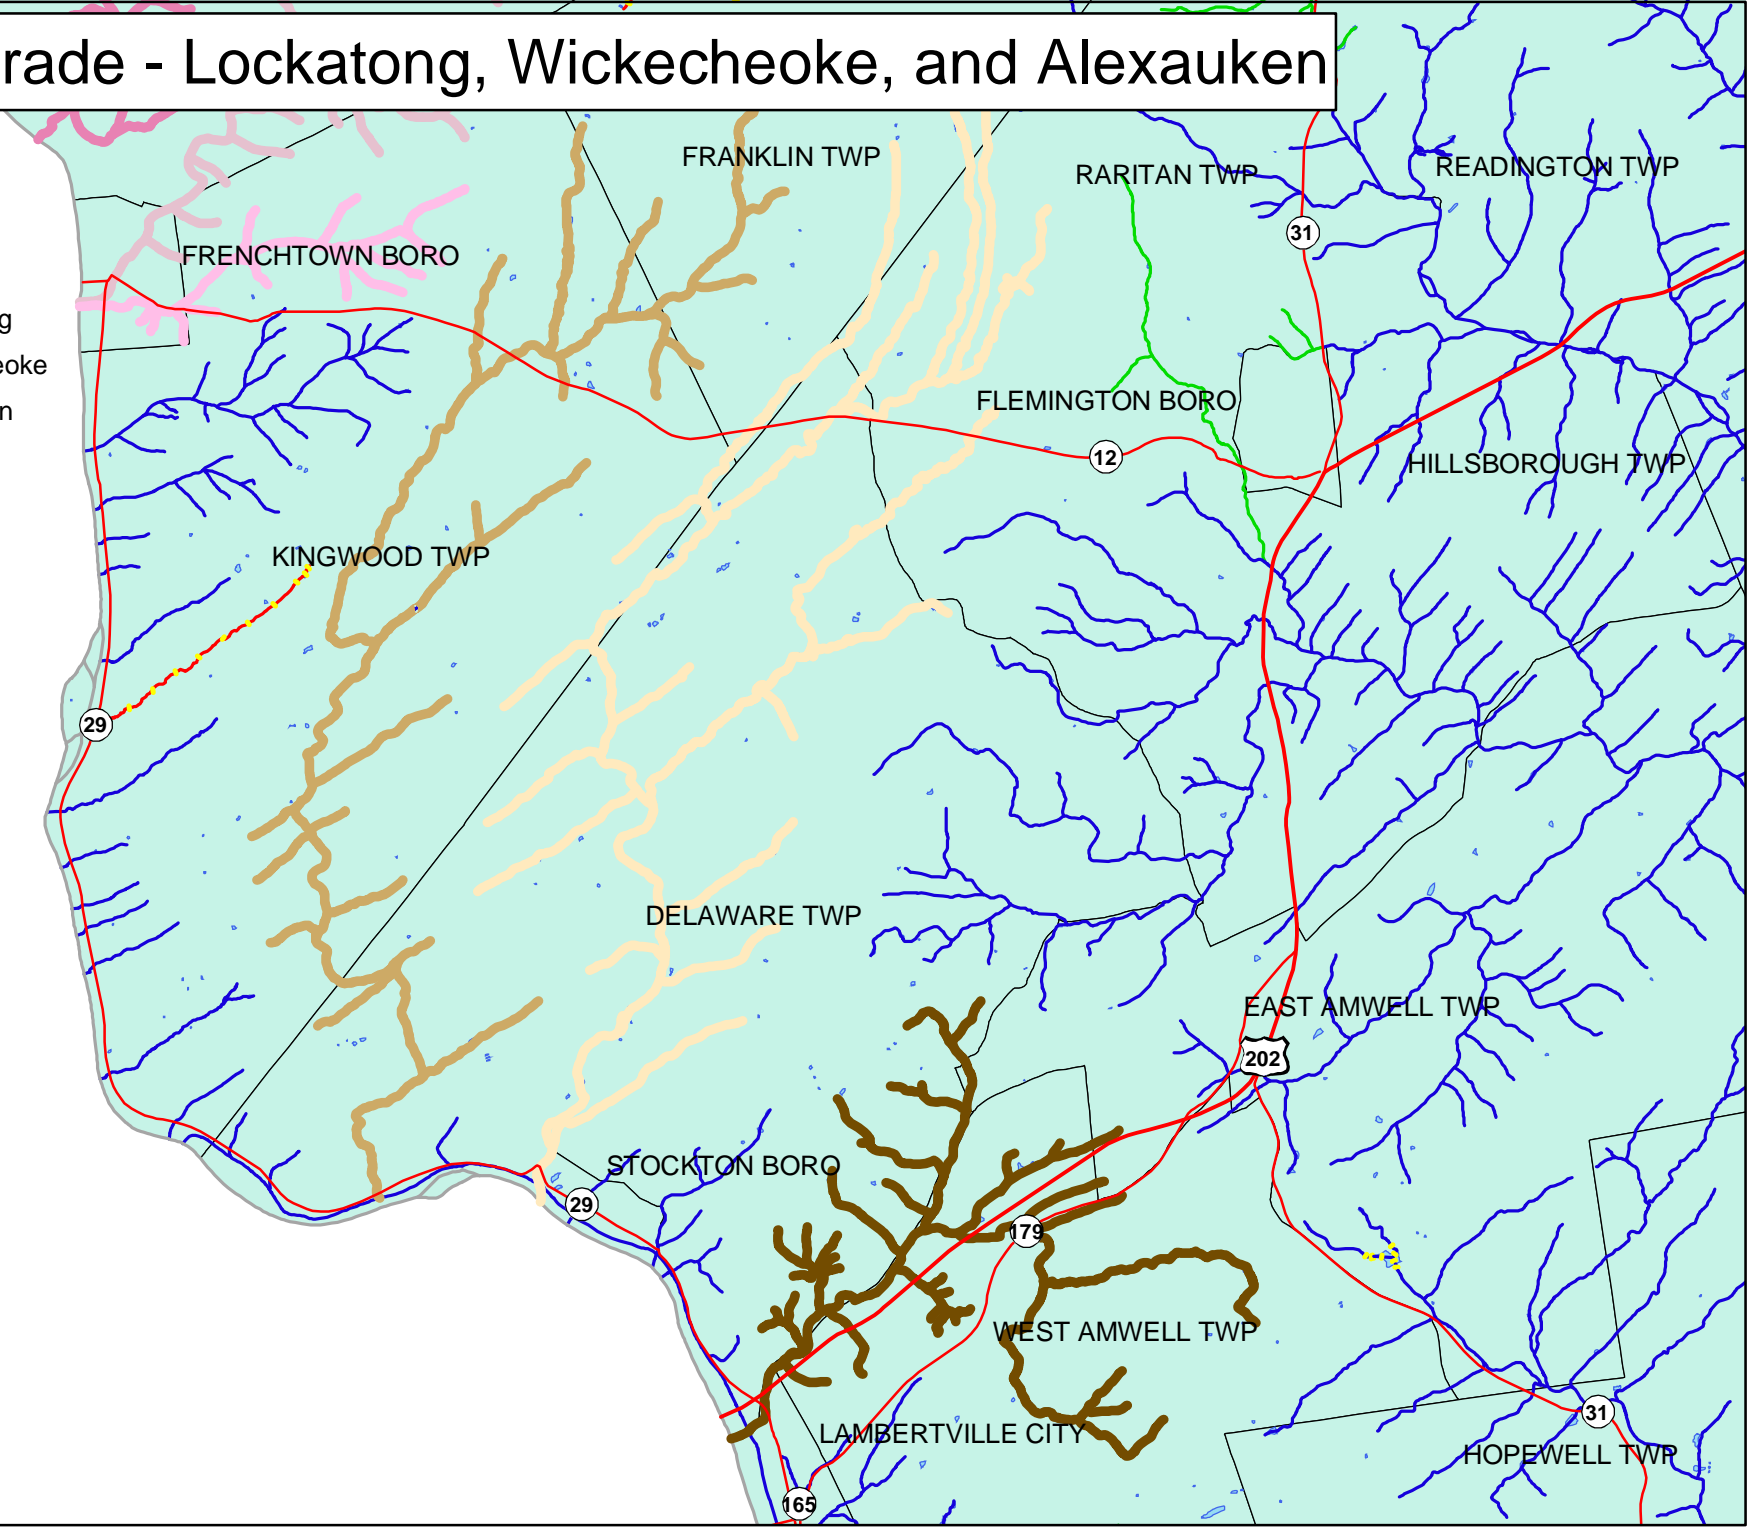 rade - Lockatong, Wickecheoke, and Alexauken
FRANKLIN TWP
RARITAN TWP
READINGTON TWP
31
FRENCHTOWN BORO
g
eoke
n
FLEMINGTON BORO
12
HILLSBOROUGH TWP
KINGWOOD TWP
29
DELAWARE TWP
EAST AMWELL TWP
202
STOCKTON BORO
29
179
WEST AMWELL TWP
LAMBERTVILLE CITY
31
HOPEWELL TWP
165